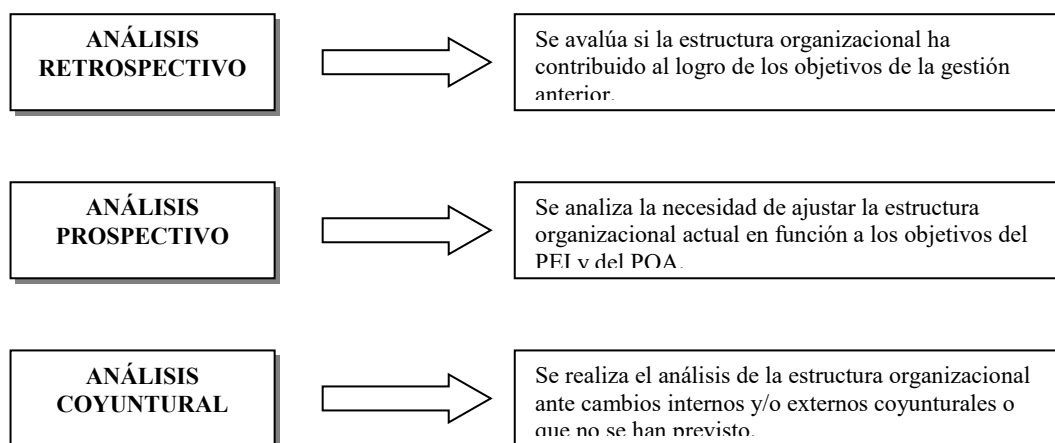 ANÁLISIS
RETROSPECTIVO
Se avalúa si la estructura organizacional ha
contribuido al logro de los objetivos de la gestión
anterior.
ANÁLISIS
PROSPECTIVO
Se analiza la necesidad de ajustar la estructura
organizacional actual en función a los objetivos del
PEI y del POA.
ANÁLISIS
COYUNTURAL
Se realiza el análisis de la estructura organizacional
ante cambios internos y/o externos coyunturales o
que no se han previsto.